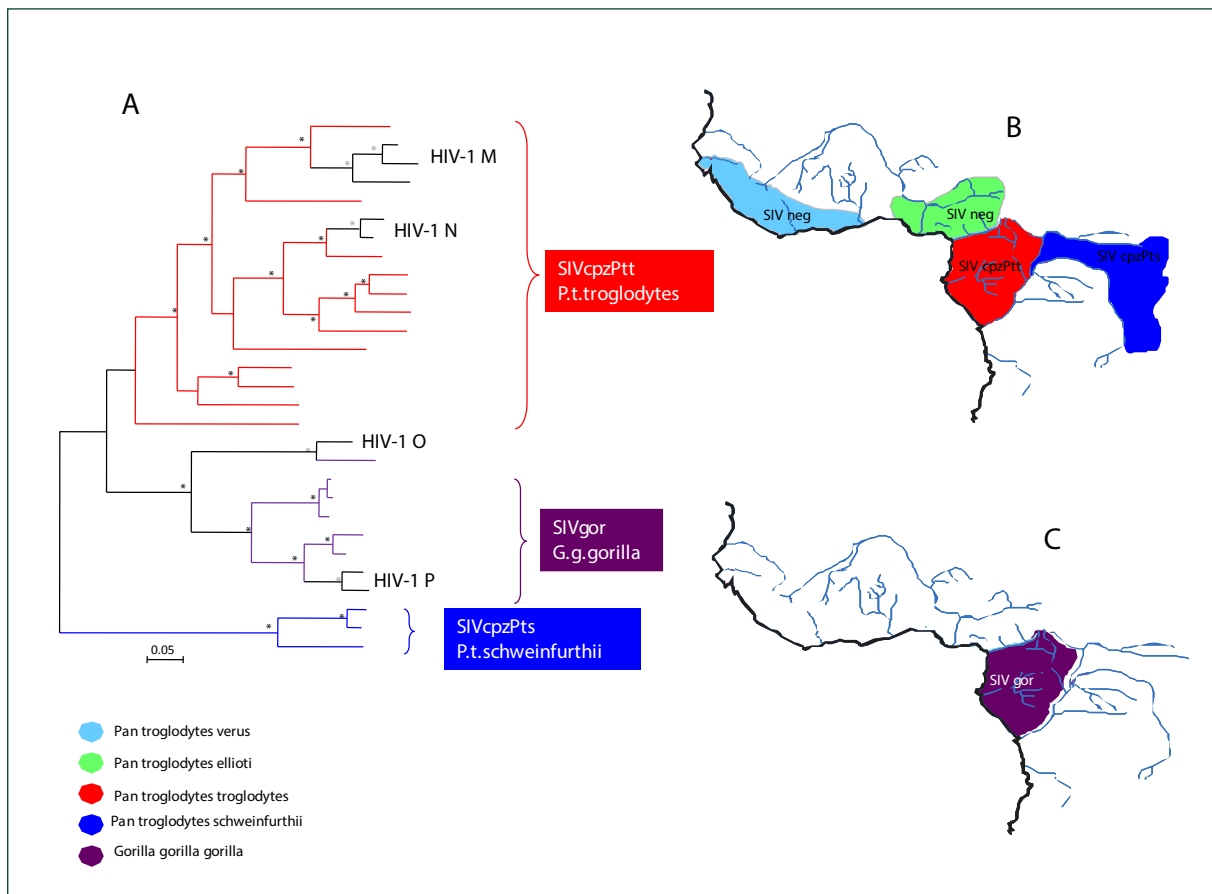 A
HIV-1 M
HIV-1 N
SIVcpzPtt
P.t.troglodytes
HIV-1 O
SIVgor
G.g.gorilla
HIV-1 P
SIVcpzPts
P.t.schweinfurthii
0.05
Pan troglodytes verus
Pan troglodytes ellioti
Pan troglodytes troglodytes
Pan troglodytes schweinfurthii
Gorilla gorilla gorilla
B
SIV neg
SIV neg
SIV cpzPtt
SIV cpzPts
C
SIV gor